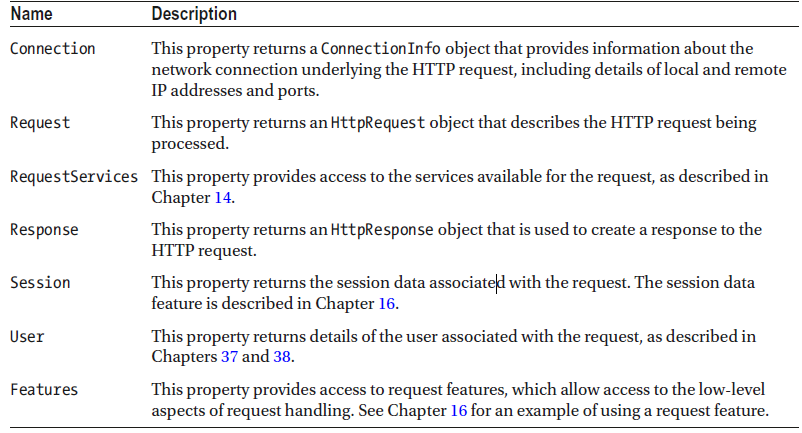 Name Description
Connection This property returns a ConnectionInfo object that provides information about the
network connection underlying the HTTP request, including details of local and remote
IP addresses and ports.
Request This property returns an HttpRequest object that describes the HTTP request being
processed.
RequestServices This property provides access to the services available for the request, as described in
Chapter 14.
Response This property returns an HttpResponse object that is used to create a response to the
HTTP request.
Session This property returns the session data associated with the request. The session data
feature is described in Chapter 16.
User This property returns details of the user associated with the request, as described in
Chapters 37 and 38.
Features This property provides access to request features, which allow access to the low-level
aspects of request handling. See Chapter 16 for an example of using a request feature.